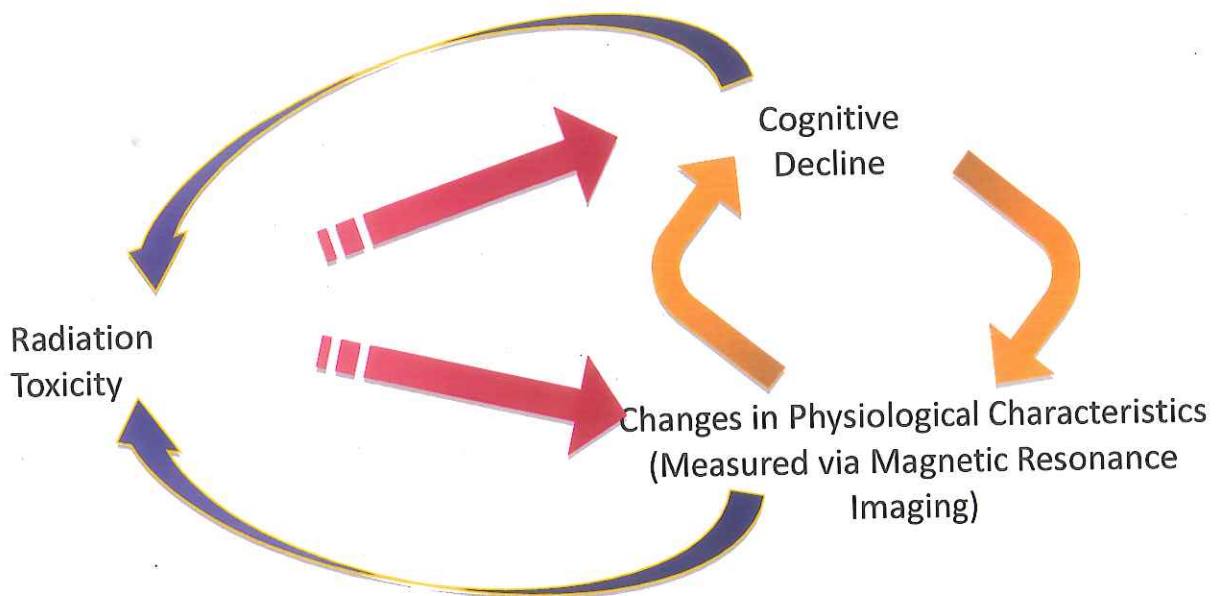 Cognitive
Decline
Radiation
Toxicity
Changes in Physiological Characteristics
(Measured via Magnetic Resonance
Imaging)